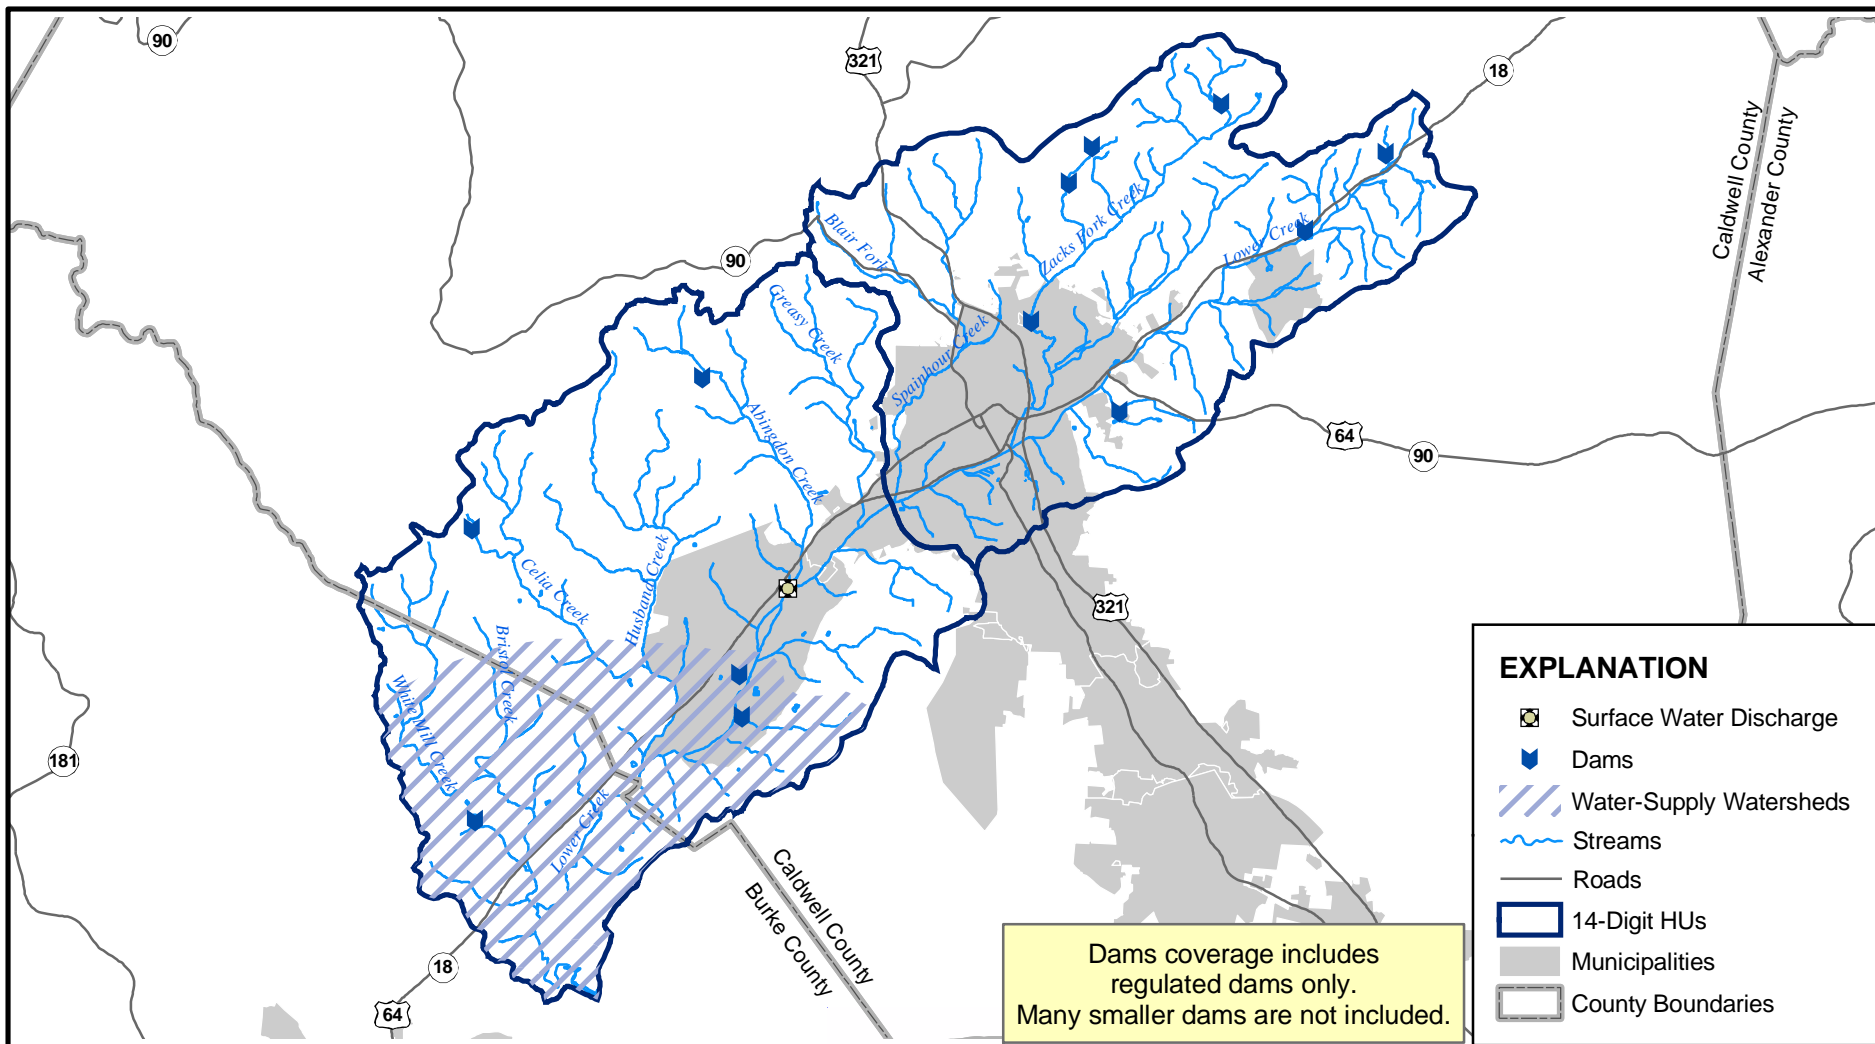 90
321
18
Caldwell County
Alexander County
Blair Fork
Zacks Fork Creek
Lower Creek
90
Greasy Creek
Spainhour Creek
Abingdon Creek
64
90
Celia Creek
Husband Creek
Bristol Creek
White Mill Creek
321
181
Lower Creek
Caldwell County
Burke County
18
64
EXPLANATION
Surface Water Discharge
Dams
Water-Supply Watersheds
Streams
Roads
14-Digit HUs
Municipalities
County Boundaries
Dams coverage includes
regulated dams only.
Many smaller dams are not included.